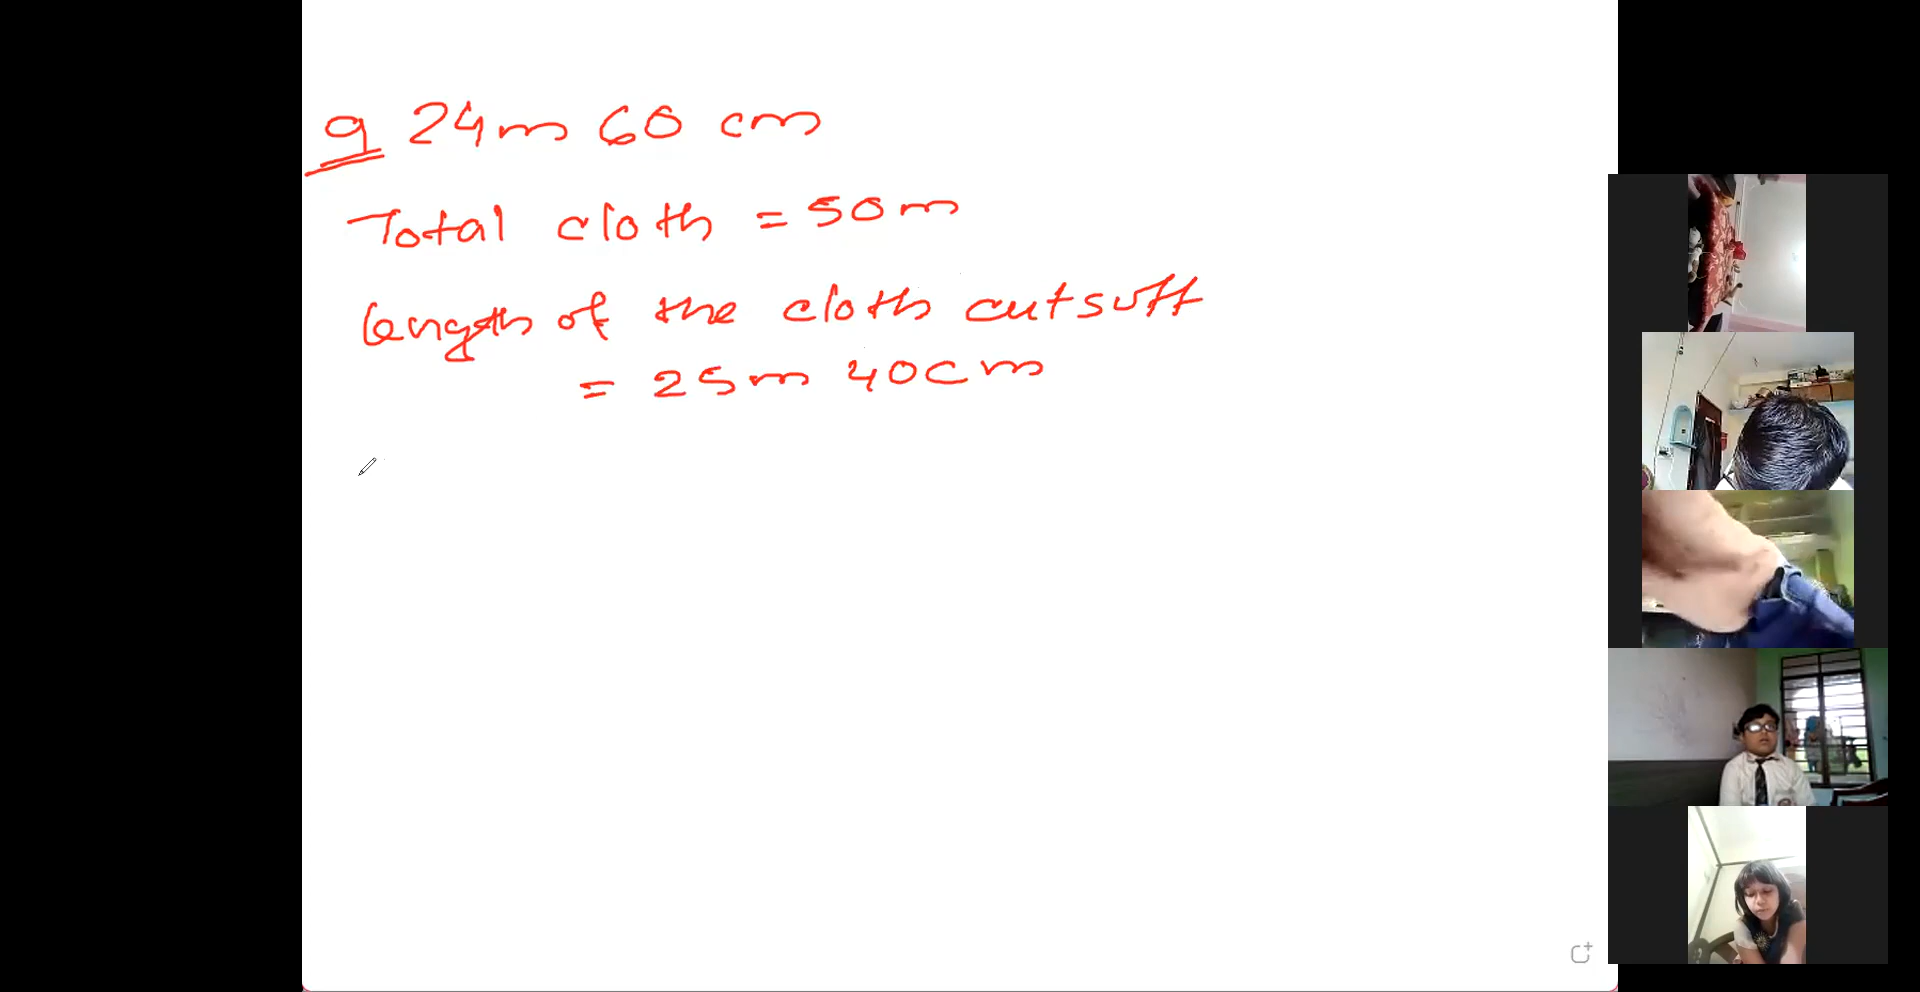 9 24m 60 cm
Total cloth = 50m
length of the cloth cutsoff
= 25m 40cm